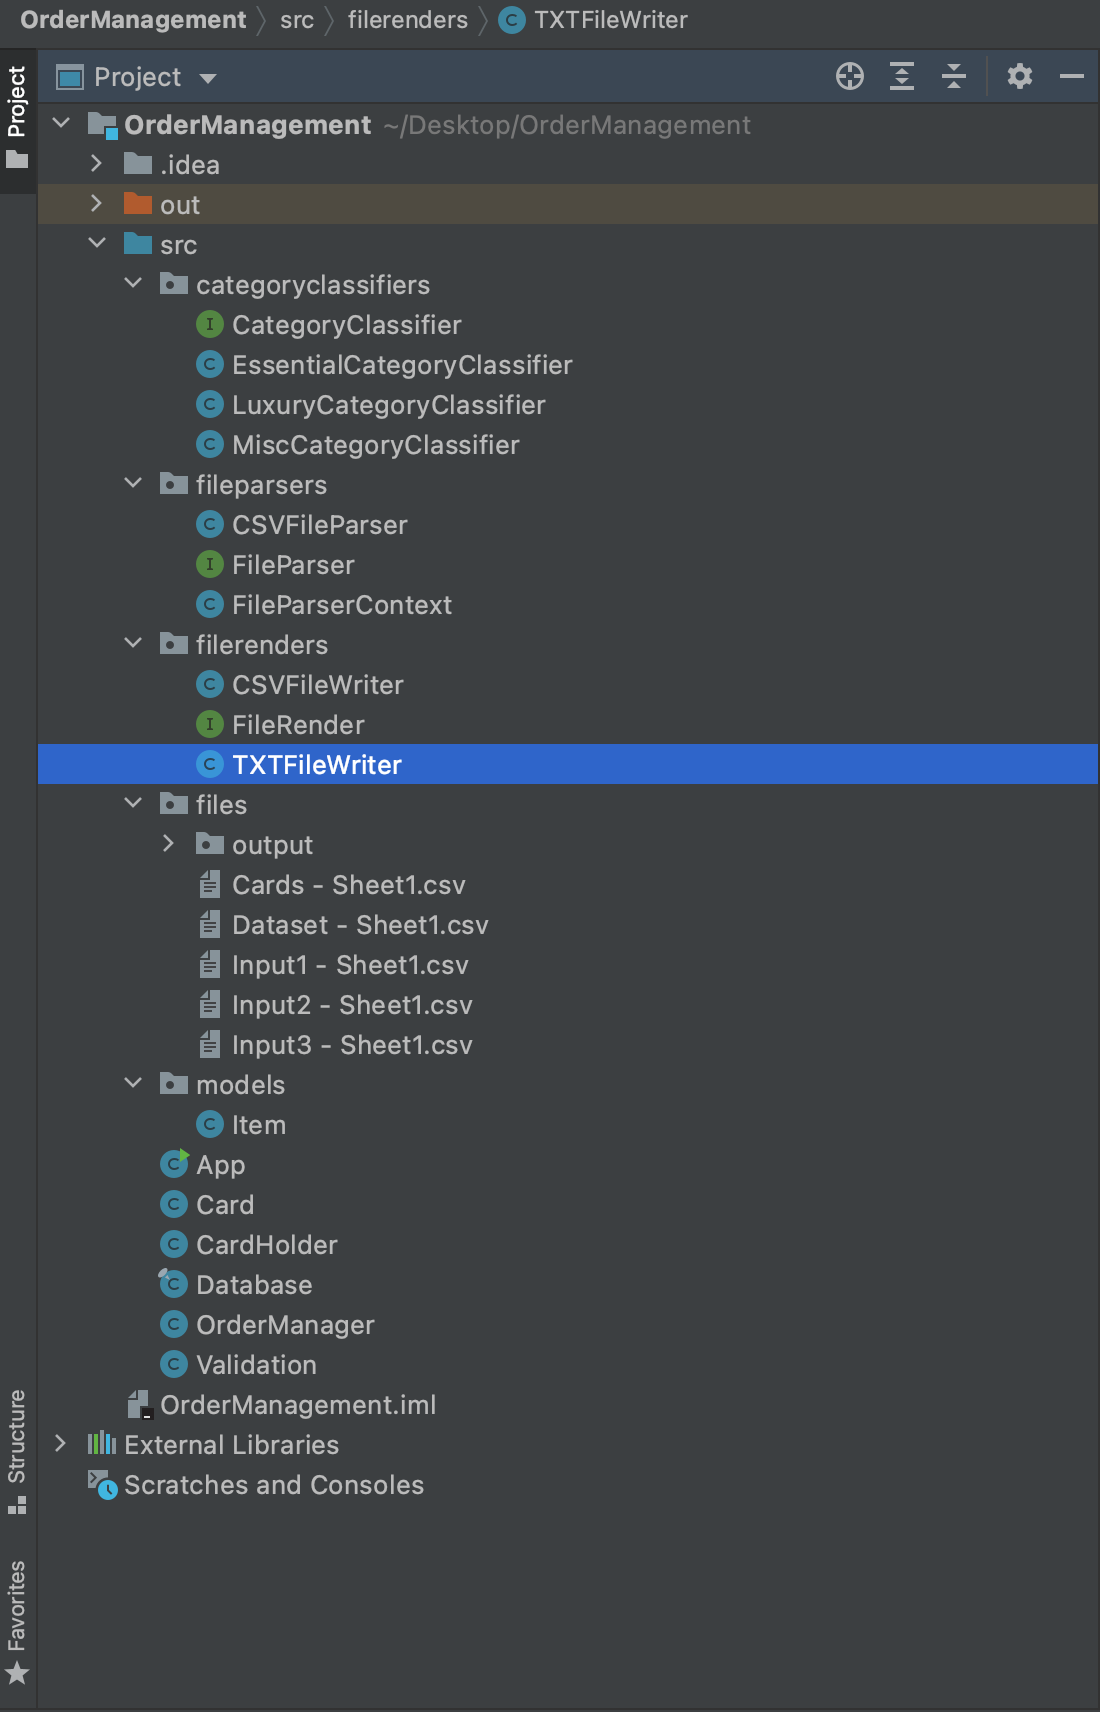 OrderManagement src filerenders TXTFileWriter
Project
Project
OrderManagement ~/Desktop/OrderManagement
.idea
out
src
categoryclassifiers
CategoryClassifier
EssentialCategoryClassifier
LuxuryCategoryClassifier
MiscCategoryClassifier
fileparsers
CSVFileParser
FileParser
FileParserContext
filerenders
CSVFileWriter
FileRender
TXTFileWriter
files
output
Cards - Sheet1.csv
Dataset - Sheet1.csv
Input1 - Sheet1.csv
Input2 - Sheet1.csv
Input3 - Sheet1.csv
models
Item
App
Card
CardHolder
Database
OrderManager
Validation
OrderManagement.iml
External Libraries
Scratches and Consoles
Structure
Favorites